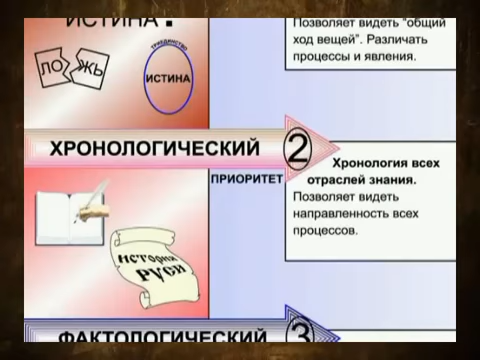 ИСТИНА
Позволяет видеть "общий
ход вещей". Различать
процессы и явления.
ЛО ЖЬ
ТРИЕДИНСТВО
ИСТИНА
ХРОНОЛОГИЧЕСКИЙ 2
ПРИОРИТЕТ
Хронология всех
отраслей знания.
Позволяет видеть
направленность всех
процессов.
ИСТОРИЯ
РУСИ
ФАКТОЛОГИЧЕСКИЙ 3